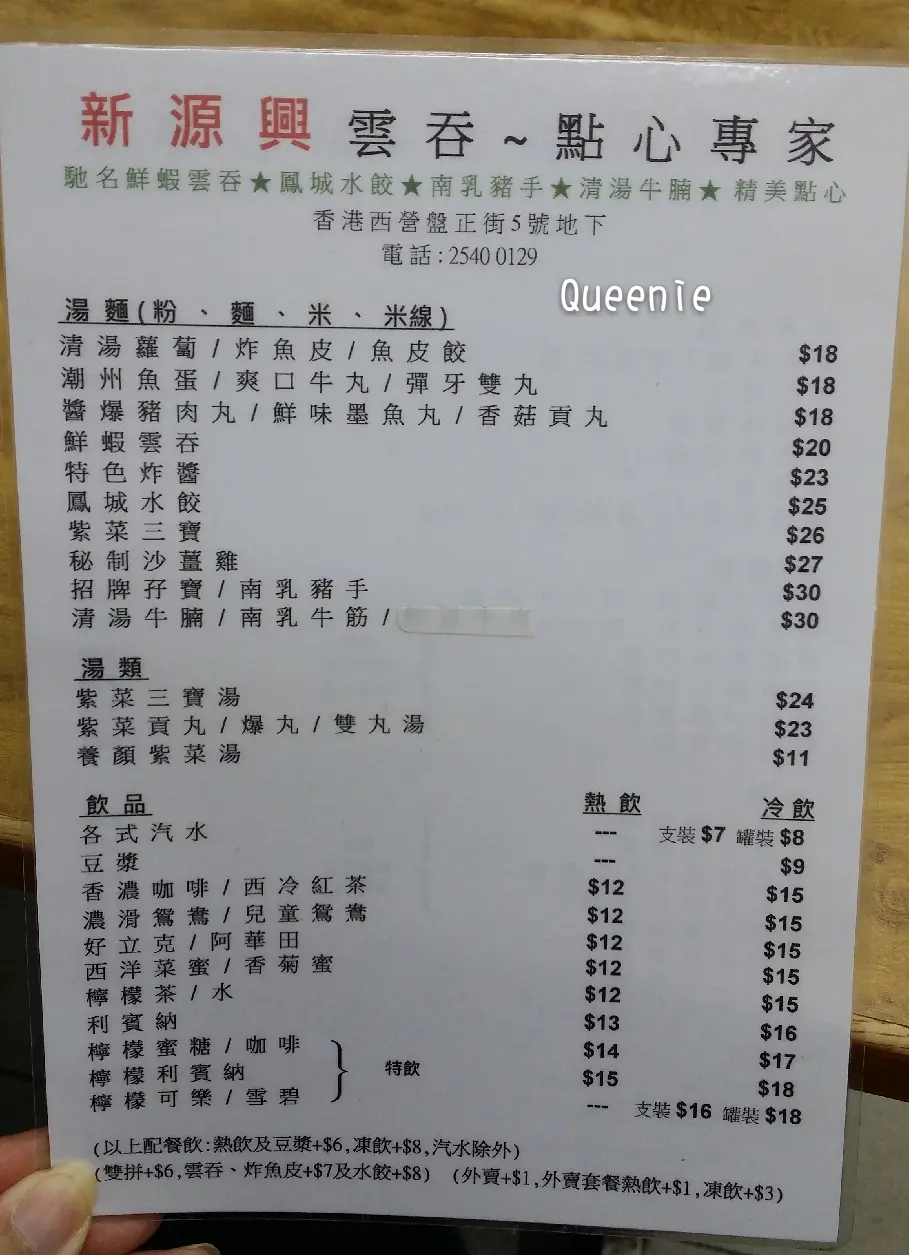 新源興 雲吞~點心專家
馳名鮮蝦雲吞★鳳城水餃★南乳豬手★清湯牛腩★ 精美點心
香港西營盤正街5號地下
電話:2540 0129
Queenie
湯麵(粉、麵、米、米線)
清湯蘿蔔/炸魚皮/魚皮餃 $18
潮州魚蛋/爽口牛丸/彈牙雙丸 $18
醬爆豬肉丸/鮮味墨魚丸/香菇貢丸 $18
鮮蝦雲吞 $20
特色炸醬 $23
鳳城水餃 $25
紫菜三寶 $26
秘制沙薑雞 $27
招牌孖寶/南乳豬手 $30
清湯牛腩/南乳牛筋/ $30
湯類
紫菜三寶湯 $24
紫菜貢丸/爆丸/雙丸湯 $23
養顏紫菜湯 $11
飲品 熱飲 冷飲
各式汽水 --- 支裝 $7 罐裝 $8
豆漿 --- $9
香濃咖啡/西冷紅茶 $12 $15
濃滑鴛鴦/兒童鴛鴦 $12 $15
好立克/阿華田 $12 $15
西洋菜蜜/香菊蜜 $12 $15
檸檬茶/水 $12 $15
利賓納 $13 $16
檸檬蜜糖/咖啡 $14 $17
檸檬利賓納 } 特飲 $15 $18
檸檬可樂/雪碧 --- 支裝 $16 罐裝 $18
(以上配餐飲:熱飲及豆漿+$6,凍飲+$8,汽水除外)
(雙拼+$6,雲吞、炸魚皮+$7及水餃+$8) (外賣+$1,外賣套餐熱飲+$1,凍飲+$3)